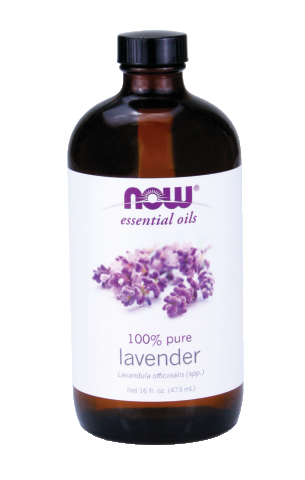 now®
essential oils
100% pure
lavender
Lavandula officinalis (spp.)
Net 16 fl. oz. (473 mL)